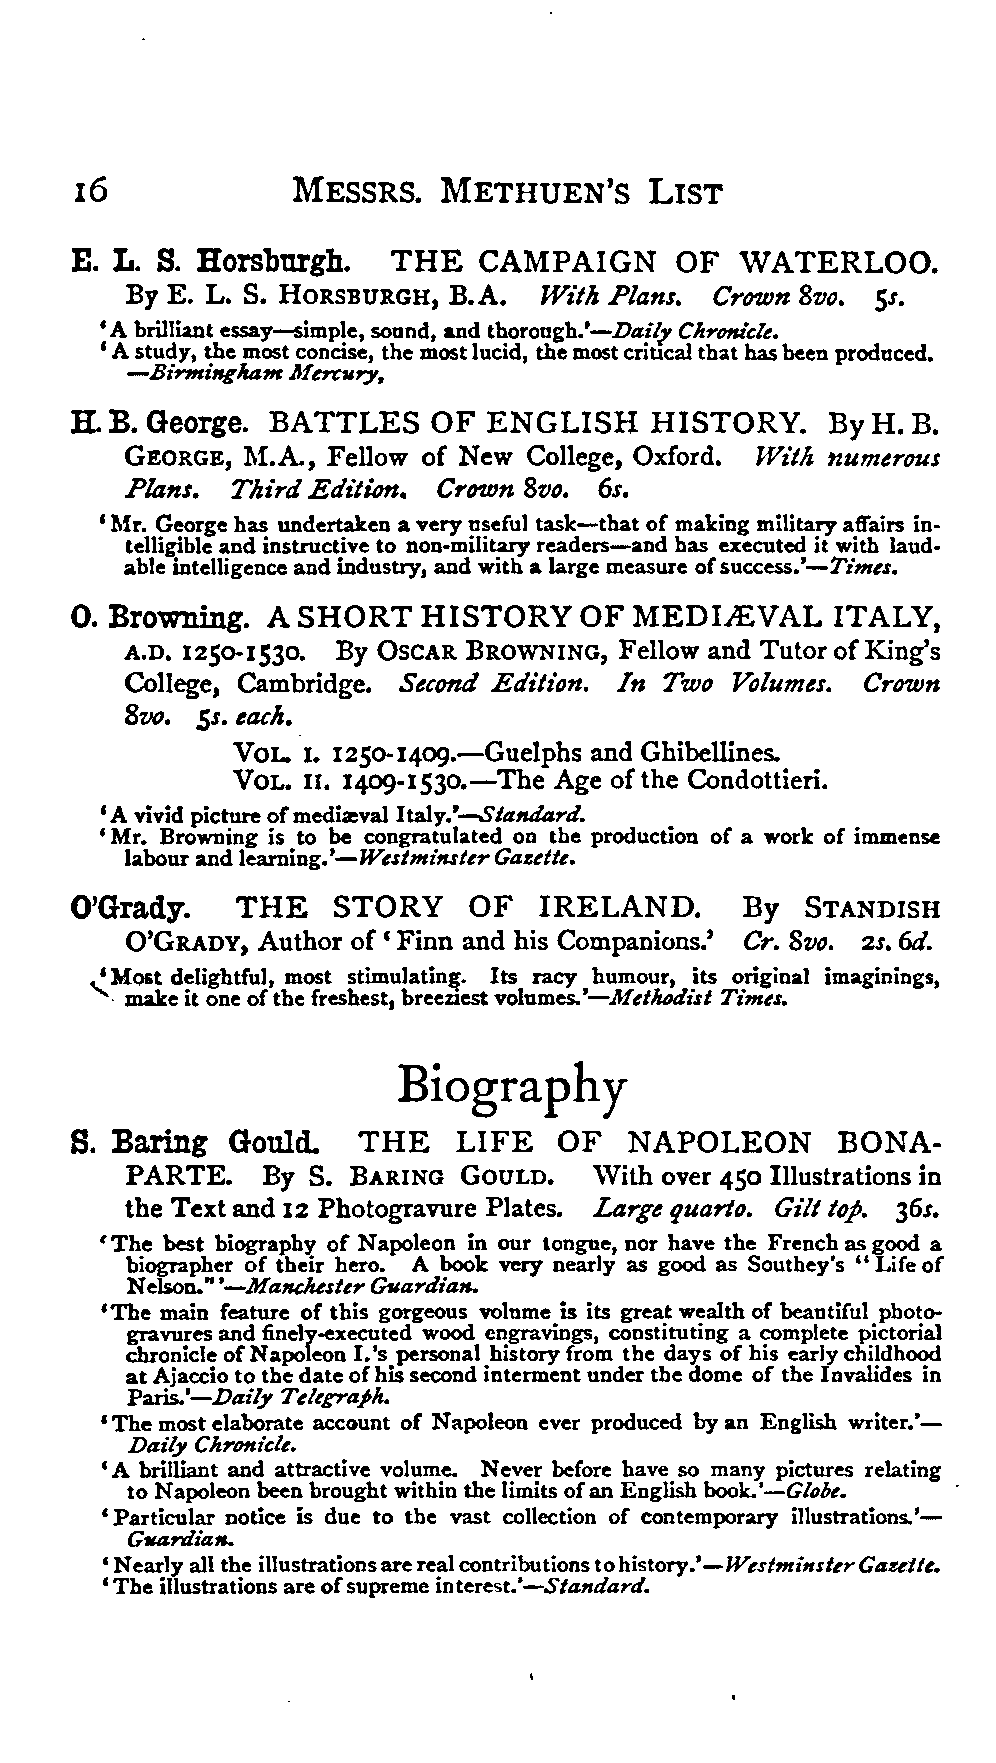 16 MESSRS. METHUEN'S LIST
E. L. S. Horsburgh. THE CAMPAIGN OF WATERLOO.
By E. L. S. HORSBURGH, B.A. With Plans. Crown 8vo. 5s.
'A brilliant essay—simple, sound, and thorough.'—Daily Chronicle.
'A study, the most concise, the most lucid, the most critical that has been produced.
—Birmingham Mercury,
H. B. George. BATTLES OF ENGLISH HISTORY. By H. B.
GEORGE, M.A., Fellow of New College, Oxford. With numerous
Plans. Third Edition. Crown 8vo. 6s.
'Mr. George has undertaken a very useful task—that of making military affairs in-
telligible and instructive to non-military readers—and has executed it with laud-
able intelligence and industry, and with a large measure of success.'—Times.
O. Browning. A SHORT HISTORY OF MEDIÆVAL ITALY,
A.D. 1250-1530. By OSCAR BROWNING, Fellow and Tutor of King's
College, Cambridge. Second Edition. In Two Volumes. Crown
8vo. 5s. each.
VOL. I. 1250-1409.—Guelphs and Ghibellines.
VOL. II. 1409-1530.—The Age of the Condottieri.
'A vivid picture of mediæval Italy.'—Standard.
'Mr. Browning is to be congratulated on the production of a work of immense
labour and learning.'—Westminster Gazette.
O'Grady. THE STORY OF IRELAND. By STANDISH
O'GRADY, Author of 'Finn and his Companions.' Cr. 8vo. 2s. 6d.
'Most delightful, most stimulating. Its racy humour, its original imaginings,
make it one of the freshest, breeziest volumes.'—Methodist Times.
Biography
S. Baring Gould. THE LIFE OF NAPOLEON BONA-
PARTE. By S. BARING GOULD. With over 450 Illustrations in
the Text and 12 Photogravure Plates. Large quarto. Gilt top. 36s.
'The best biography of Napoleon in our tongue, nor have the French as good a
biographer of their hero. A book very nearly as good as Southey's "Life of
Nelson."'—Manchester Guardian.
'The main feature of this gorgeous volume is its great wealth of beautiful photo-
gravures and finely-executed wood engravings, constituting a complete pictorial
chronicle of Napoleon I.'s personal history from the days of his early childhood
at Ajaccio to the date of his second interment under the dome of the Invalides in
Paris.'—Daily Telegraph.
'The most elaborate account of Napoleon ever produced by an English writer.'—
Daily Chronicle.
'A brilliant and attractive volume. Never before have so many pictures relating
to Napoleon been brought within the limits of an English book.'—Globe.
'Particular notice is due to the vast collection of contemporary illustrations.'—
Guardian.
'Nearly all the illustrations are real contributions to history.'—Westminster Gazette.
'The illustrations are of supreme interest.'—Standard.